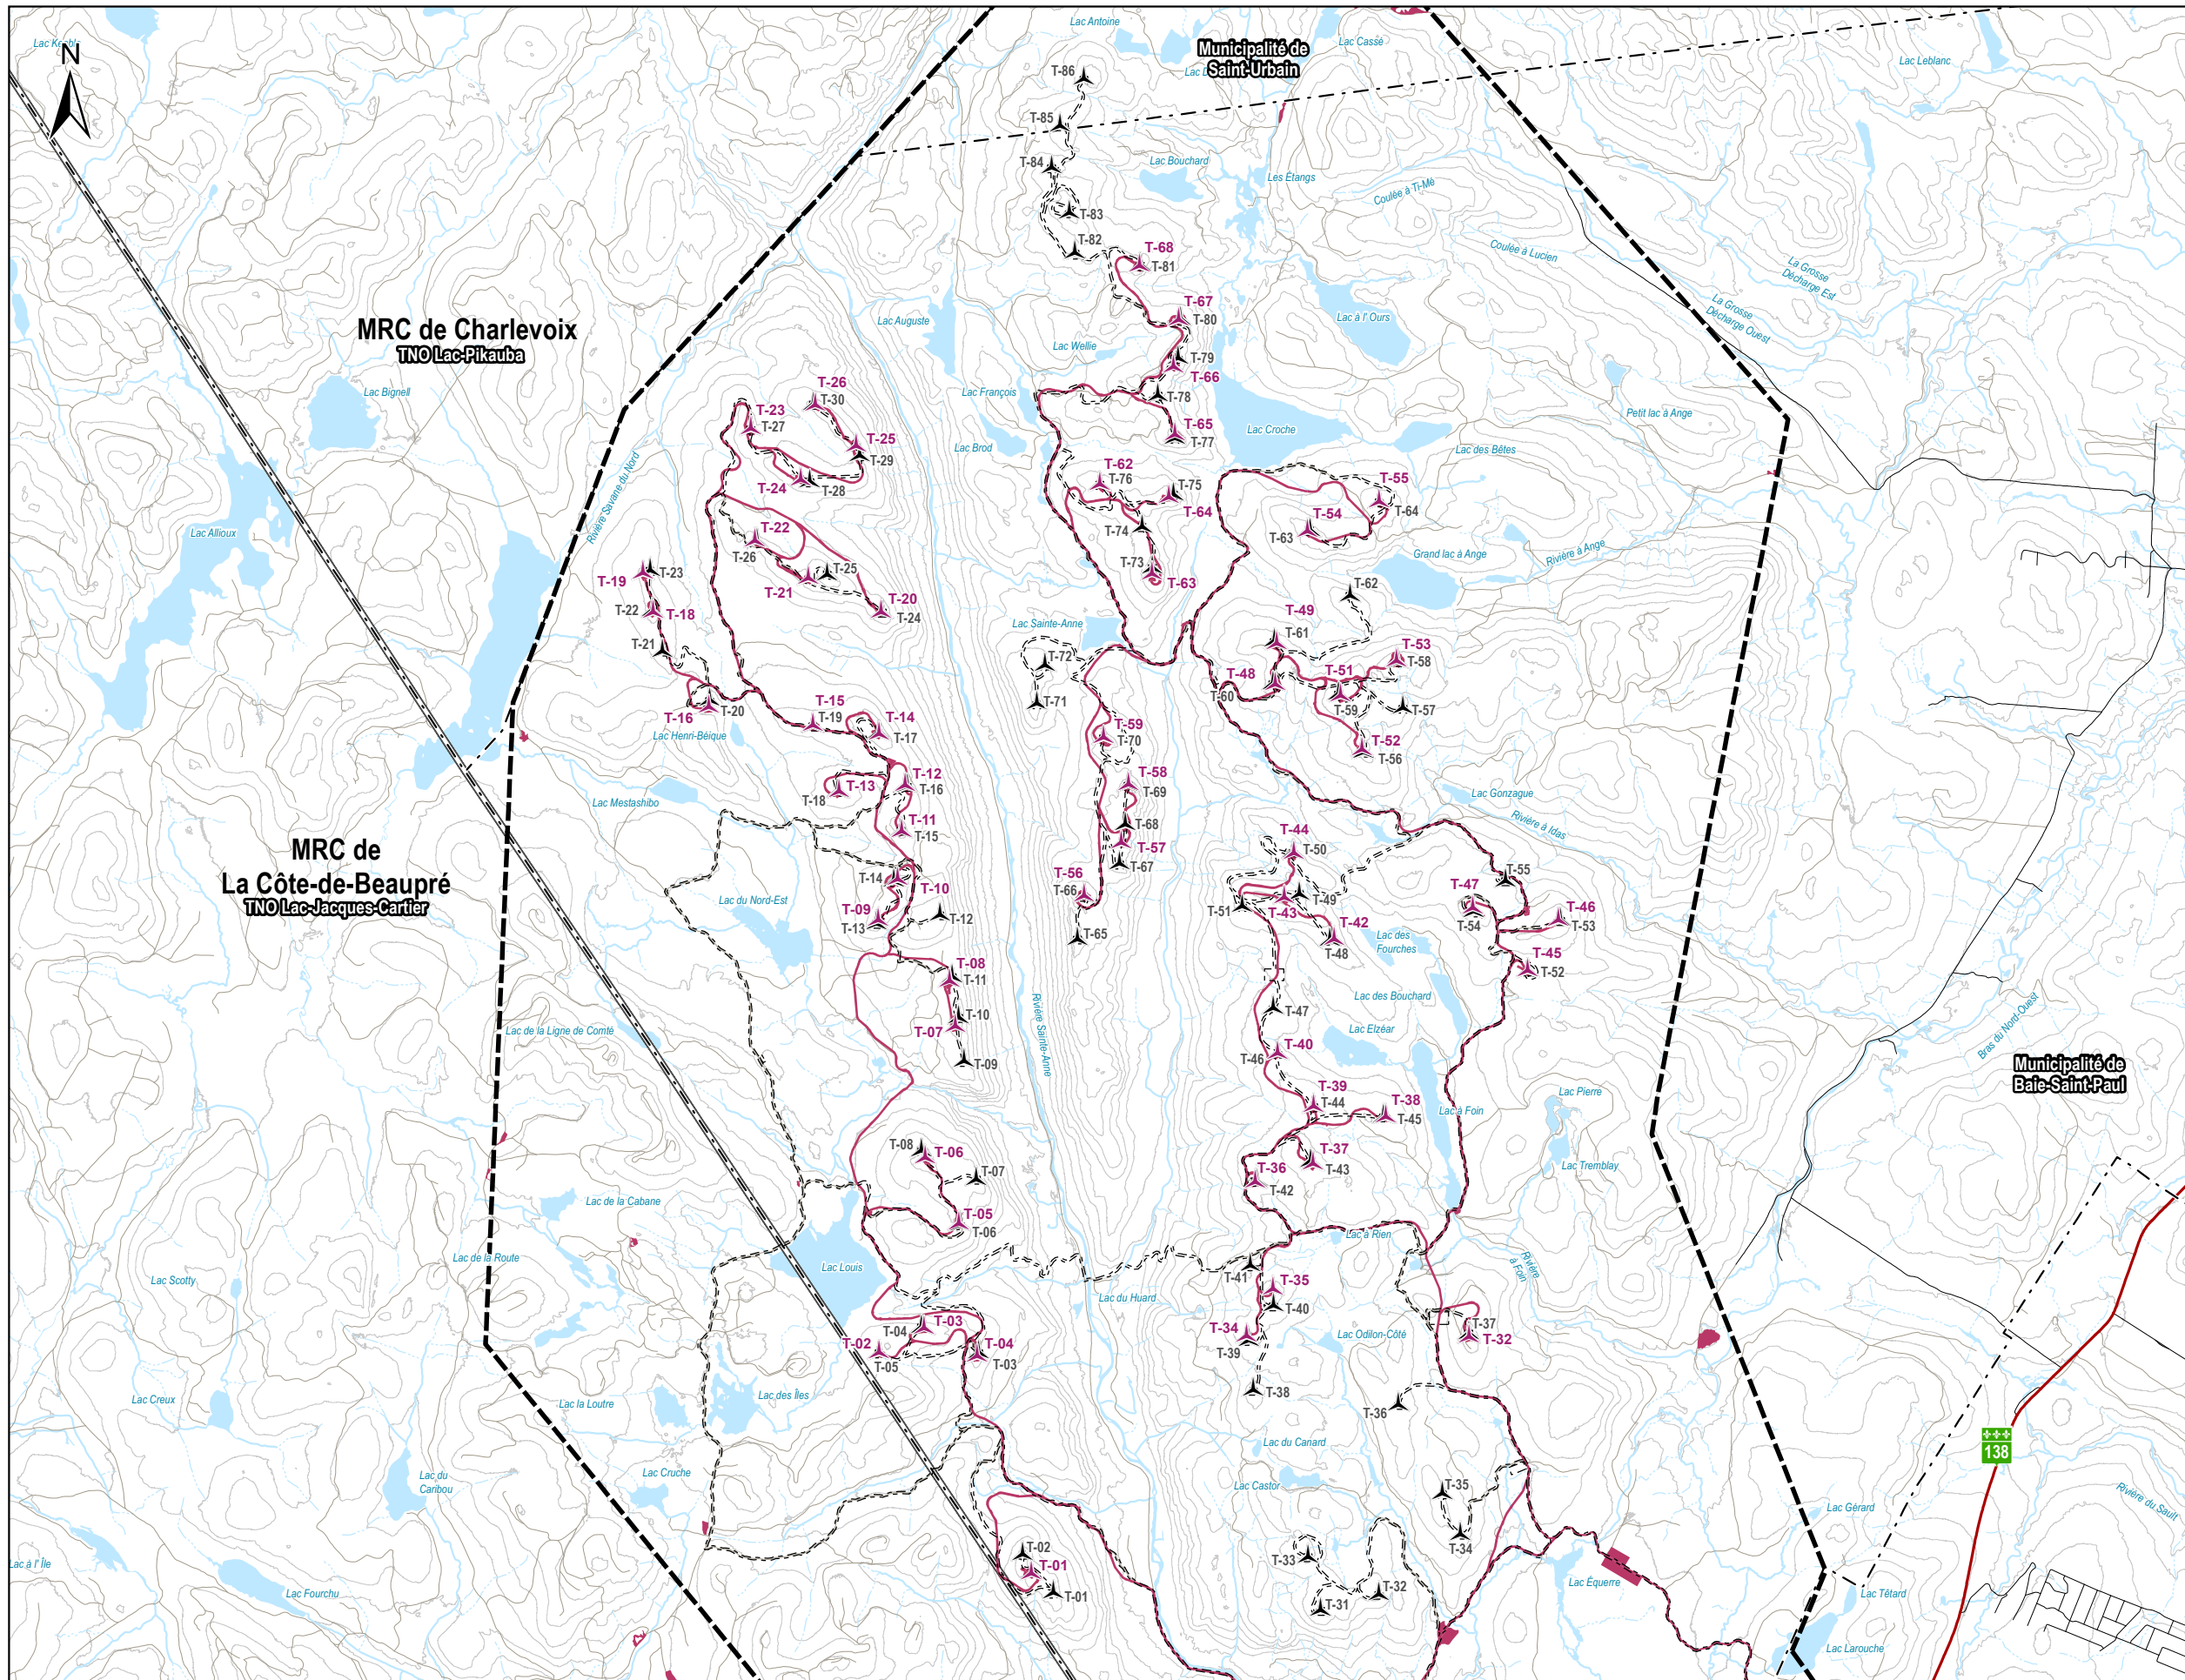 Lac Antoine
Lac Kenble
N
Municipalité de
Saint-Urbain
Lac Cassé
Lac Leblanc
T-86
T-85
T-84
Lac Bouchard
Les Étangs
Coulée à Ti-Mé
T-83
T-82
T-68
T-81
Coulée à Lucien
La Grosse
Décharge Est
La Grosse
Décharge Ouest
MRC de Charlevoix
TNO Lac-Pikauba
Lac Auguste
Lac à l' Ours
T-67
T-80
Lac Wellie
T-79
T-66
T-78
Lac Bignell
T-26
T-30
Lac François
T-23
T-27
T-65
T-77
Lac Croche
Petit lac à Ange
Lac des Bêtes
T-25
T-29
Lac Brod
T-24
T-28
T-62
T-76
T-75
T-64
T-55
T-64
Rivière Savane du Nord
Lac Allioux
T-22
T-26
T-74
T-54
T-63
Grand lac à Ange
Rivière à Ange
T-19
T-23
T-25
T-21
T-73
T-63
T-62
T-22
T-18
T-20
T-24
Lac Sainte-Anne
T-49
T-61
T-21
T-72
T-53
T-58
T-48
T-60
T-51
T-59
T-57
T-71
T-16
T-20
T-15
T-19
T-14
T-17
Lac Henri-Bèique
T-59
T-70
T-52
T-56
T-12
T-16
T-13
T-18
T-58
T-69
Lac Gonzague
Lac Mestashibo
T-11
T-15
T-68
T-57
T-67
Rivière à Idas
T-44
T-50
MRC de
La Côte-de-Beaupré
TNO Lac-Jacques-Cartier
T-14
T-10
T-55
T-56
T-66
T-49
T-43
T-51
T-47
T-54
T-46
T-53
Lac du Nord-Est
T-09
T-13
T-12
T-42
T-48
Lac des
Fourches
T-65
T-45
T-52
T-08
T-11
Lac des Bouchard
T-47
T-10
T-07
Lac de la Ligne de Comté
Rivière Sainte-Anne
Lac Elzéar
Bras du Nord-Ouest
T-46
T-40
T-09
Municipalité de
Baie-Saint-Paul
T-39
T-44
T-38
T-45
Lac à Foin
Lac Pierre
T-08
T-06
T-07
T-37
T-43
T-36
T-42
Lac Tremblay
Lac de la Cabane
T-05
T-06
Lac à Rien
Lac de la Route
Lac Scotty
Lac Louis
T-41
Rivière
à Foin
Lac du Huard
T-35
T-40
T-04
T-03
T-34
T-39
Lac Odilon-Côté
T-37
T-32
T-02
T-05
T-04
T-03
T-38
Lac Creux
Lac la Loutre
Lac des Îles
T-36
Lac du Canard
138
Lac du
Caribou
Lac Cruche
Lac Castor
T-35
Rivière du Sault
Lac Gérard
T-34
Lac à l' Île
T-02
T-01
T-01
T-33
Lac Fourchu
T-32
T-31
Lac Équerre
Lac Têtard
Lac Larouche